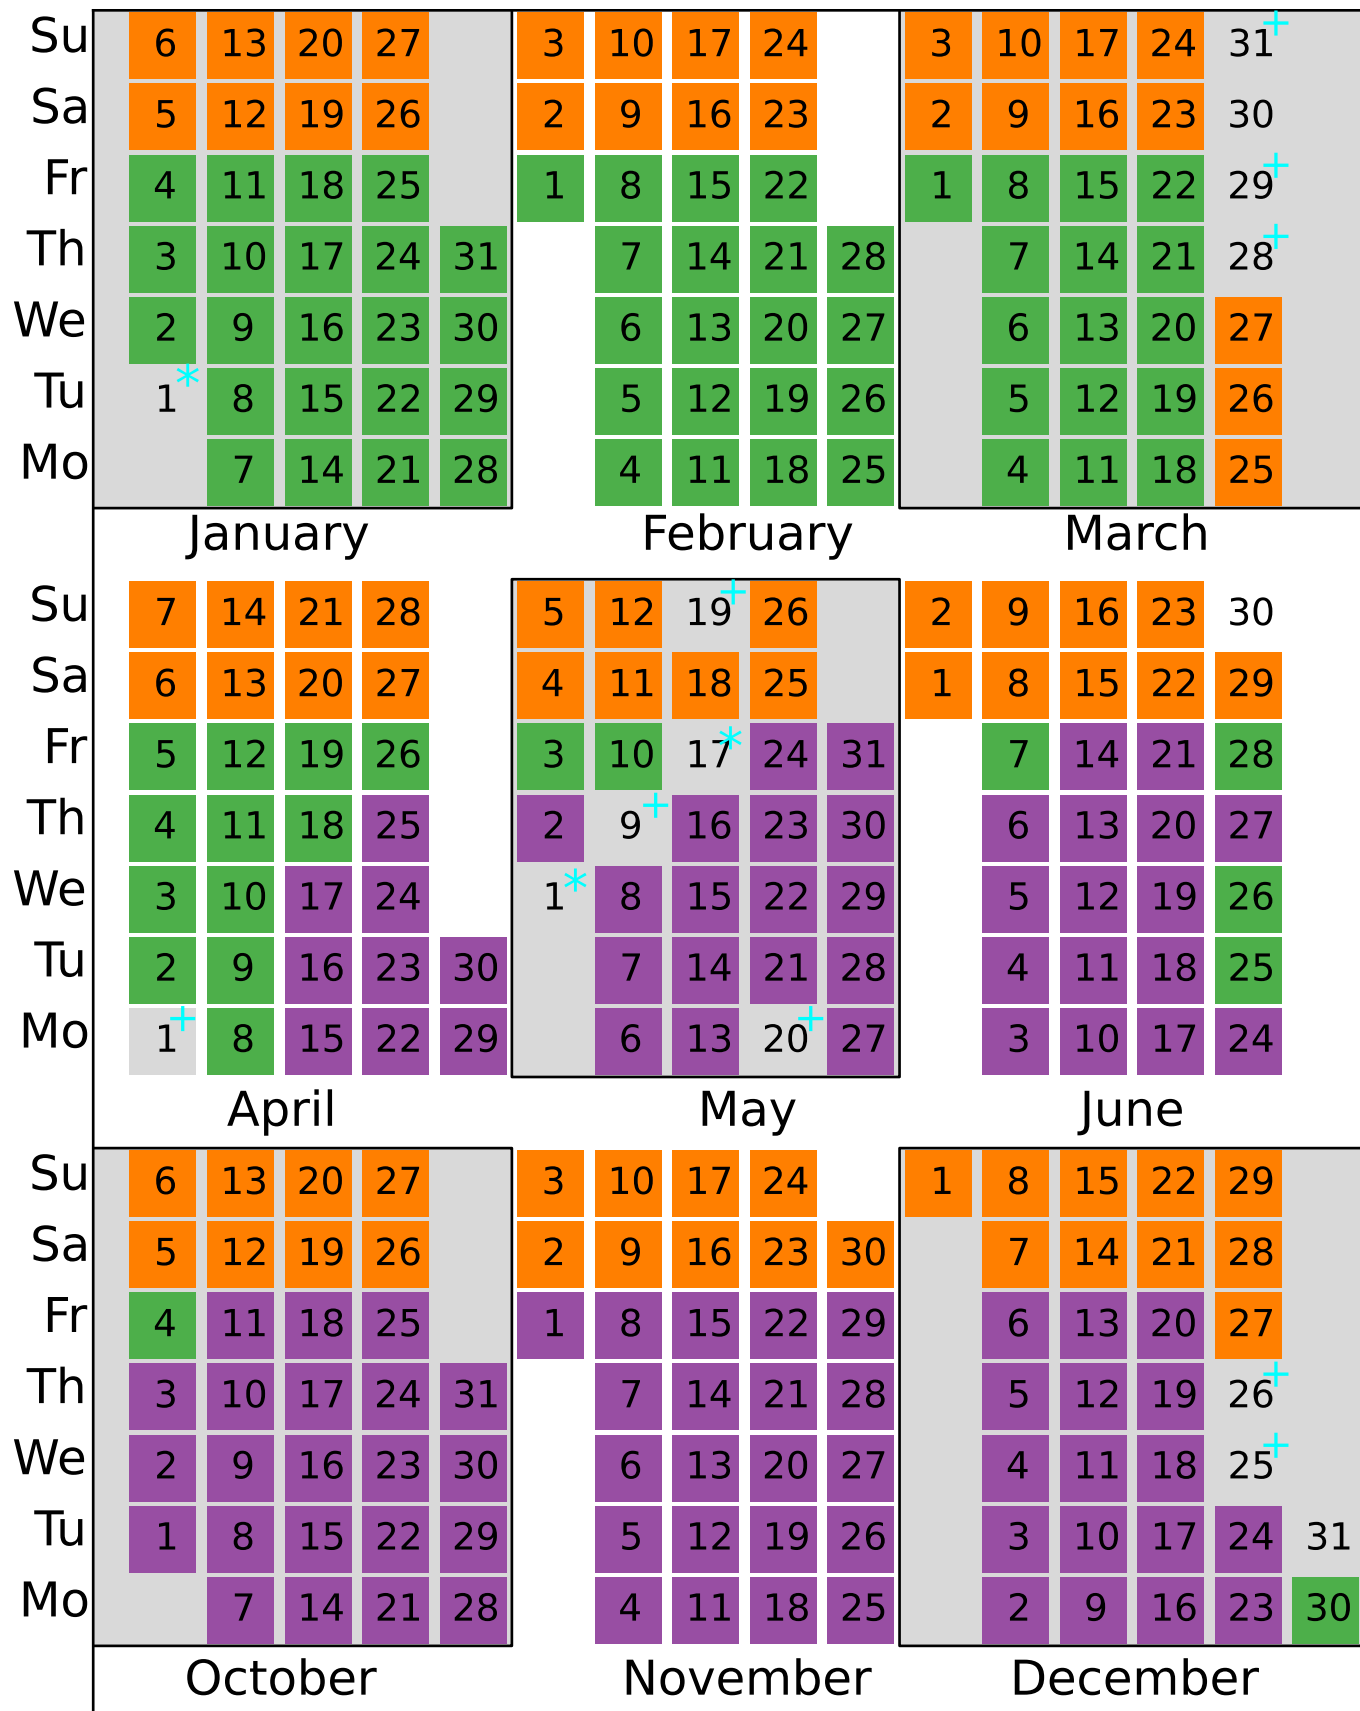 Su 6 13 20 27 3 10 17 24 3 10 17 24 31+
Sa 5 12 19 26 2 9 16 23 2 9 16 23 30
Fr 4 11 18 25 1 8 15 22 1 8 15 22 29+
Th 3 10 17 24 31 7 14 21 28 7 14 21 28+
We 2 9 16 23 30 6 13 20 27 6 13 20 27
Tu 1* 8 15 22 29 5 12 19 26 5 12 19 26
Mo 7 14 21 28 4 11 18 25 4 11 18 25
January February March
Su 7 14 21 28 5 12 19+ 26 2 9 16 23 30
Sa 6 13 20 27 4 11 18 25 1 8 15 22 29
Fr 5 12 19 26 3 10 17* 24 31 7 14 21 28
Th 4 11 18 25 2 9+ 16 23 30 6 13 20 27
We 3 10 17 24 1* 8 15 22 29 5 12 19 26
Tu 2 9 16 23 30 7 14 21 28 4 11 18 25
Mo 1+ 8 15 22 29 6 13 20+ 27 3 10 17 24
April May June
Su 6 13 20 27 3 10 17 24 1 8 15 22 29
Sa 5 12 19 26 2 9 16 23 30 7 14 21 28
Fr 4 11 18 25 1 8 15 22 29 6 13 20 27
Th 3 10 17 24 31 7 14 21 28 5 12 19 26+
We 2 9 16 23 30 6 13 20 27 4 11 18 25+
Tu 1 8 15 22 29 5 12 19 26 3 10 17 24 31
Mo 7 14 21 28 4 11 18 25 2 9 16 23 30
October November December